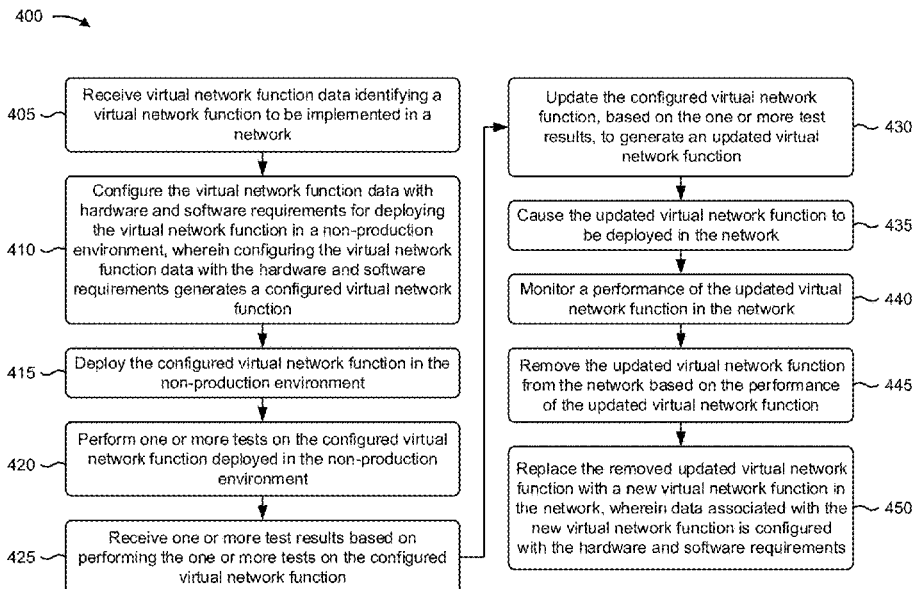 400
405
Receive virtual network function data identifying a
virtual network function to be implemented in a
network
410
Configure the virtual network function data with
hardware and software requirements for deploying
the virtual network function in a non-production
environment, wherein configuring the virtual network
function data with the hardware and software
requirements generates a configured virtual network
function
415
Deploy the configured virtual network function in the
non-production environment
420
Perform one or more tests on the configured virtual
network function deployed in the non-production
environment
425
Receive one or more test results based on
performing the one or more tests on the configured
virtual network function
Update the configured virtual network
function, based on the one or more test
results, to generate an updated virtual
network function
430
Cause the updated virtual network function to
be deployed in the network
435
Monitor a performance of the updated virtual
network function in the network
440
Remove the updated virtual network function
from the network based on the performance
of the updated virtual network function
445
Replace the removed updated virtual network
function with a new virtual network function in
the network, wherein data associated with the
new virtual network function is configured
with the hardware and software requirements
450